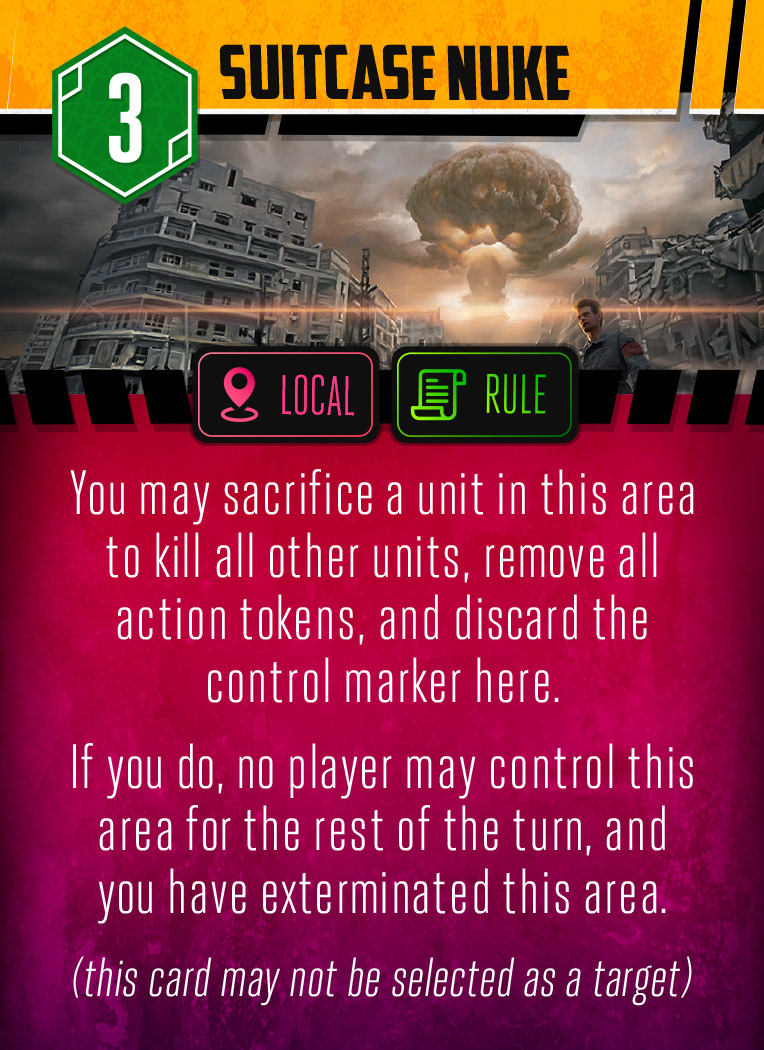 3
SUITCASE NUKE
LOCAL
RULE
You may sacrifice a unit in this area
to kill all other units, remove all
action tokens, and discard the
control marker here.
If you do, no player may control this
area for the rest of the turn, and
you have exterminated this area.
(this card may not be selected as a target)